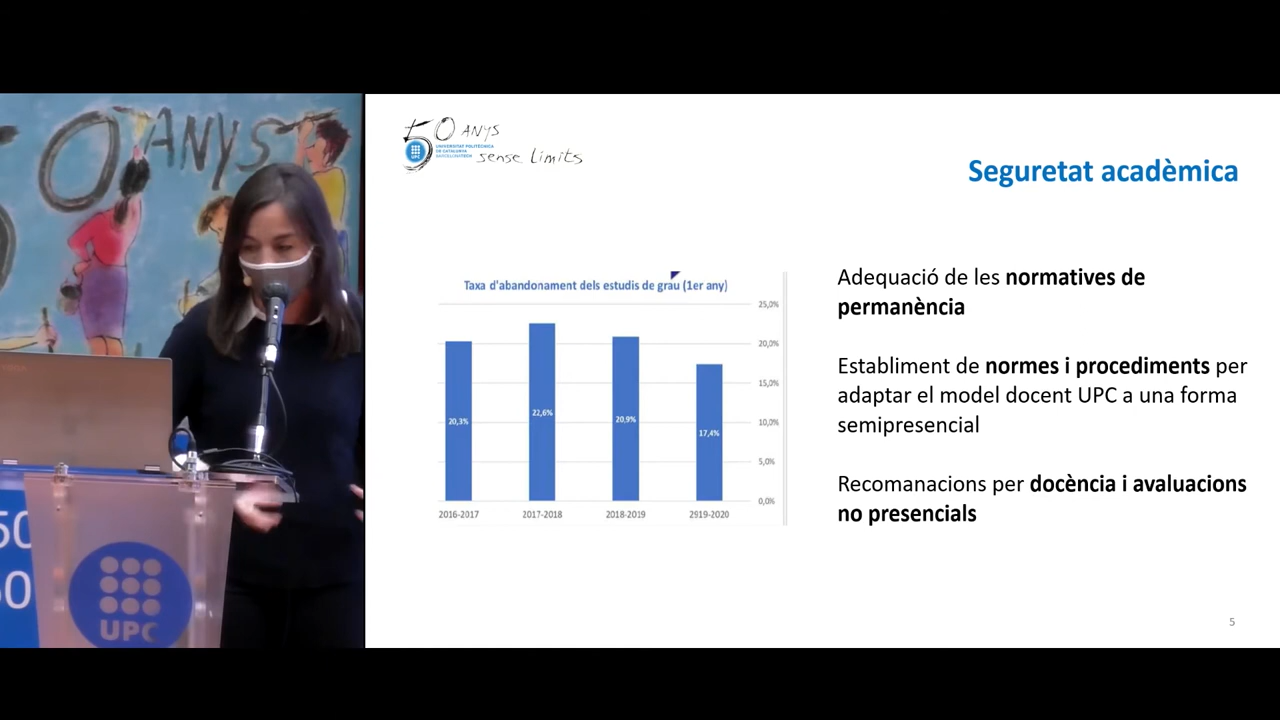 50 ANYS
UPC
50 ANYS
UNIVERSITAT POLITÈCNICA
DE CATALUNYA
BARCELONATECH
sense límits
UPC
Seguretat acadèmica
Taxa d'abandonament dels estudis de grau (1er any)
25,0%
20,0%
15,0%
10,0%
5,0%
0,0%
20,3%
22,6%
20,9%
17,4%
2016-2017
2017-2018
2018-2019
2919-2020
Adequació de les normatives de
permanència
Establiment de normes i procediments per
adaptar el model docent UPC a una forma
semipresencial
Recomanacions per docència i avaluacions
no presencials
5